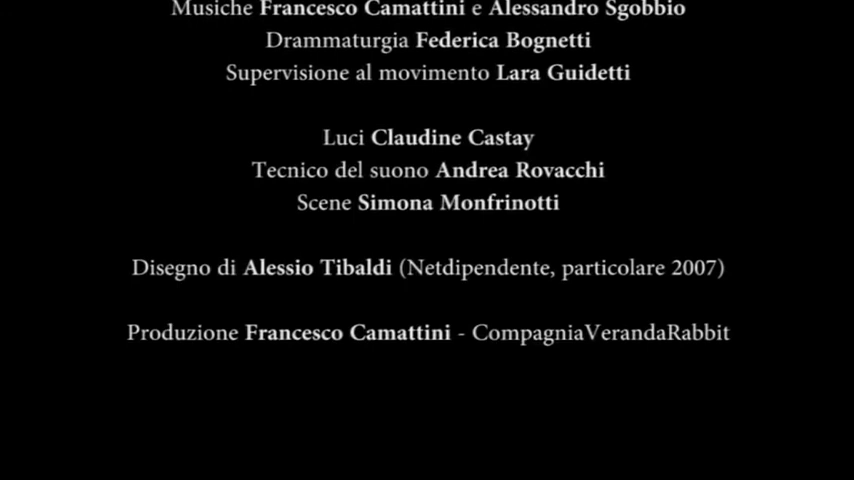 Musiche Francesco Camattini e Alessandro Sgobbio
Drammaturgia Federica Bognetti
Supervisione al movimento Lara Guidetti
Luci Claudine Castay
Tecnico del suono Andrea Rovacchi
Scene Simona Monfrinotti
Disegno di Alessio Tibaldi (Netdipendente, particolare 2007)
Produzione Francesco Camattini - CompagniaVerandaRabbit